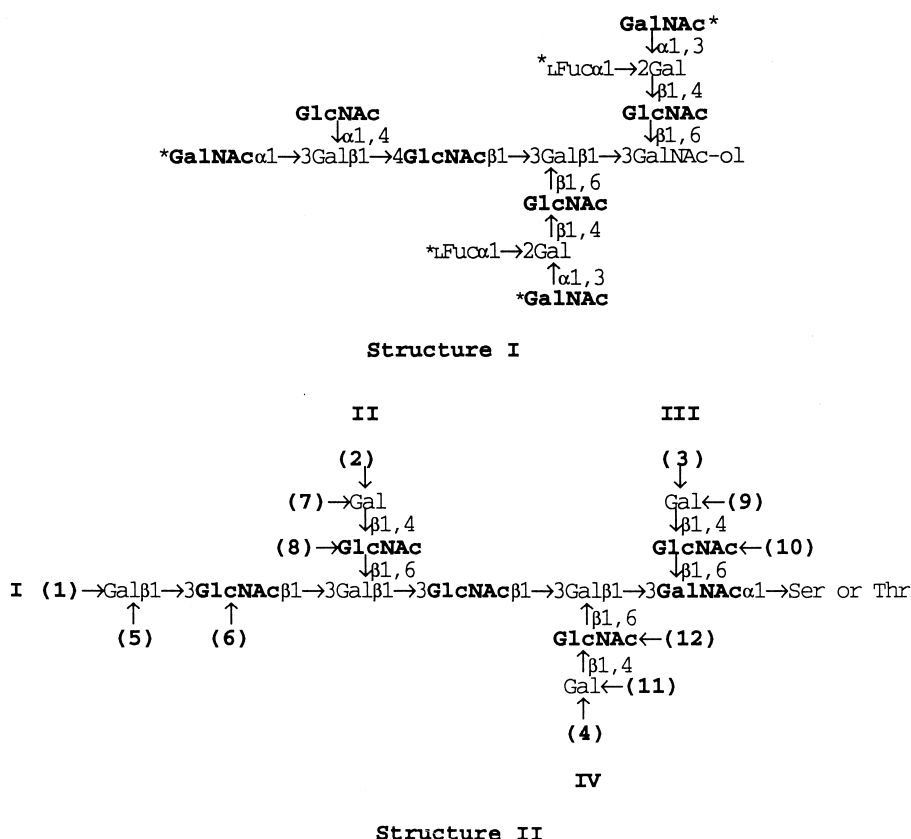 GalNAc*
↓α1,3
*LFucα1→2Gal
↓β1,4
GlcNAc GlcNAc
↓α1,4 ↓β1,6
*GalNAcα1→3Galβ1→4GlcNAcβ1→3Galβ1→3GalNAc-ol
↑β1,6
GlcNAc
↑β1,4
*LFucα1→2Gal
↑α1,3
*GalNAc
Structure I
II III
(2) (3)
↓ ↓
(7)→Gal Gal←(9)
↓β1,4 ↓β1,4
(8)→GlcNAc GlcNAc←(10)
↓β1,6 ↓β1,6
I (1)→Galβ1→3GlcNAcβ1→3Galβ1→3GlcNAcβ1→3Galβ1→3GalNAcα1→Ser or Thr
↑ ↑ ↑β1,6
(5) (6) GlcNAc←(12)
↑β1,4
Gal←(11)
↑
(4)
IV
Structure II